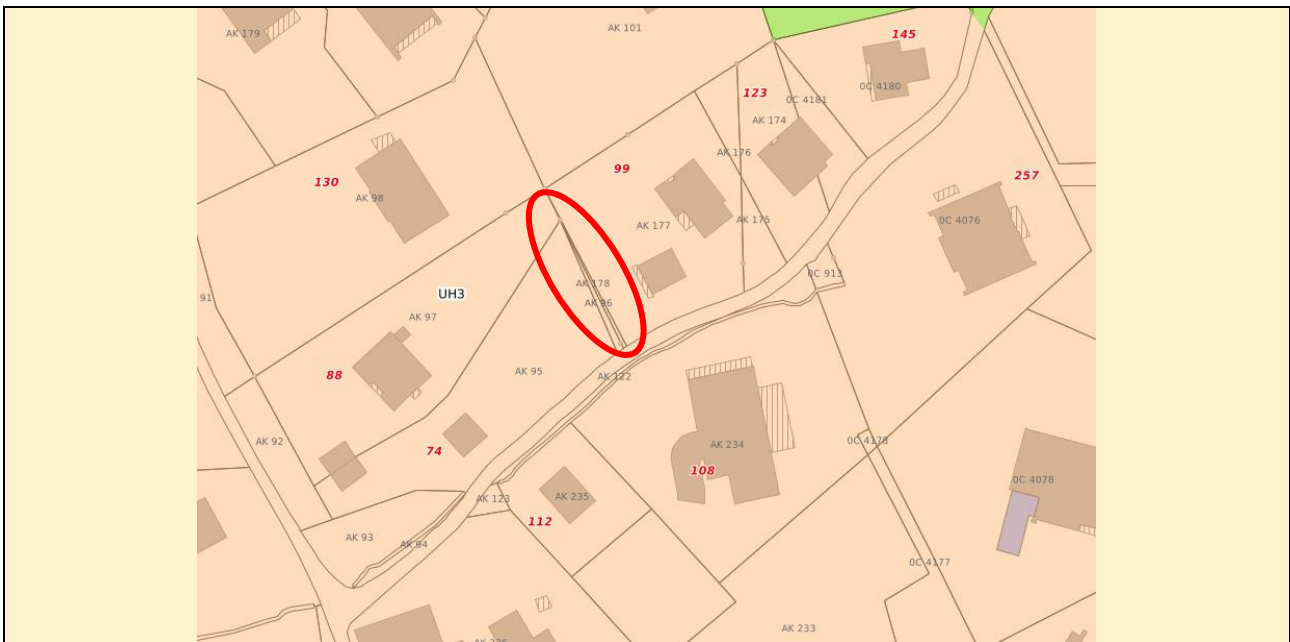 AK 179
AK 101
145
0C 4180
123
0C 4181
AK 174
AK 176
99
257
130
AK 98
AK 177
AK 175
0C 4076
0C 913
AK 178
AK 96
91
UH3
AK 97
88
AK 95
AK 122
AK 92
74
AK 234
108
0C 4178
0C 4078
AK 123
AK 235
112
AK 93
AK 94
0C 4177
AK 233